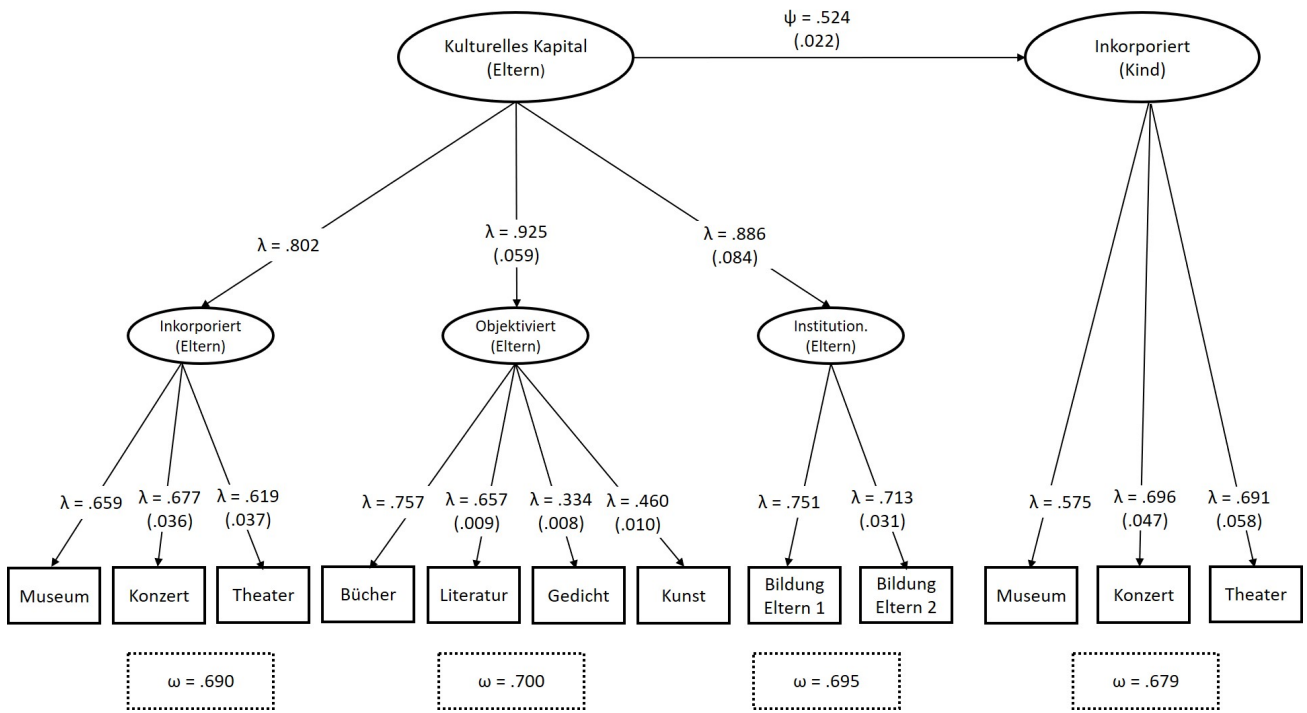 ψ = .524
(.022)
Kulturelles Kapital
(Eltern)
Inkorporiert
(Kind)
λ = .802
λ = .925
(.059)
λ = .886
(.084)
Inkorporiert
(Eltern)
Objektiviert
(Eltern)
Institution.
(Eltern)
λ = .659
λ = .677
(.036)
λ = .619
(.037)
λ = .757
λ = .657
(.009)
λ = .334
(.008)
λ = .460
(.010)
λ = .751
λ = .713
(.031)
λ = .575
λ = .696
(.047)
λ = .691
(.058)
Museum
Konzert
Theater
Bücher
Literatur
Gedicht
Kunst
Bildung
Eltern 1
Bildung
Eltern 2
Museum
Konzert
Theater
ω = .690
ω = .700
ω = .695
ω = .679